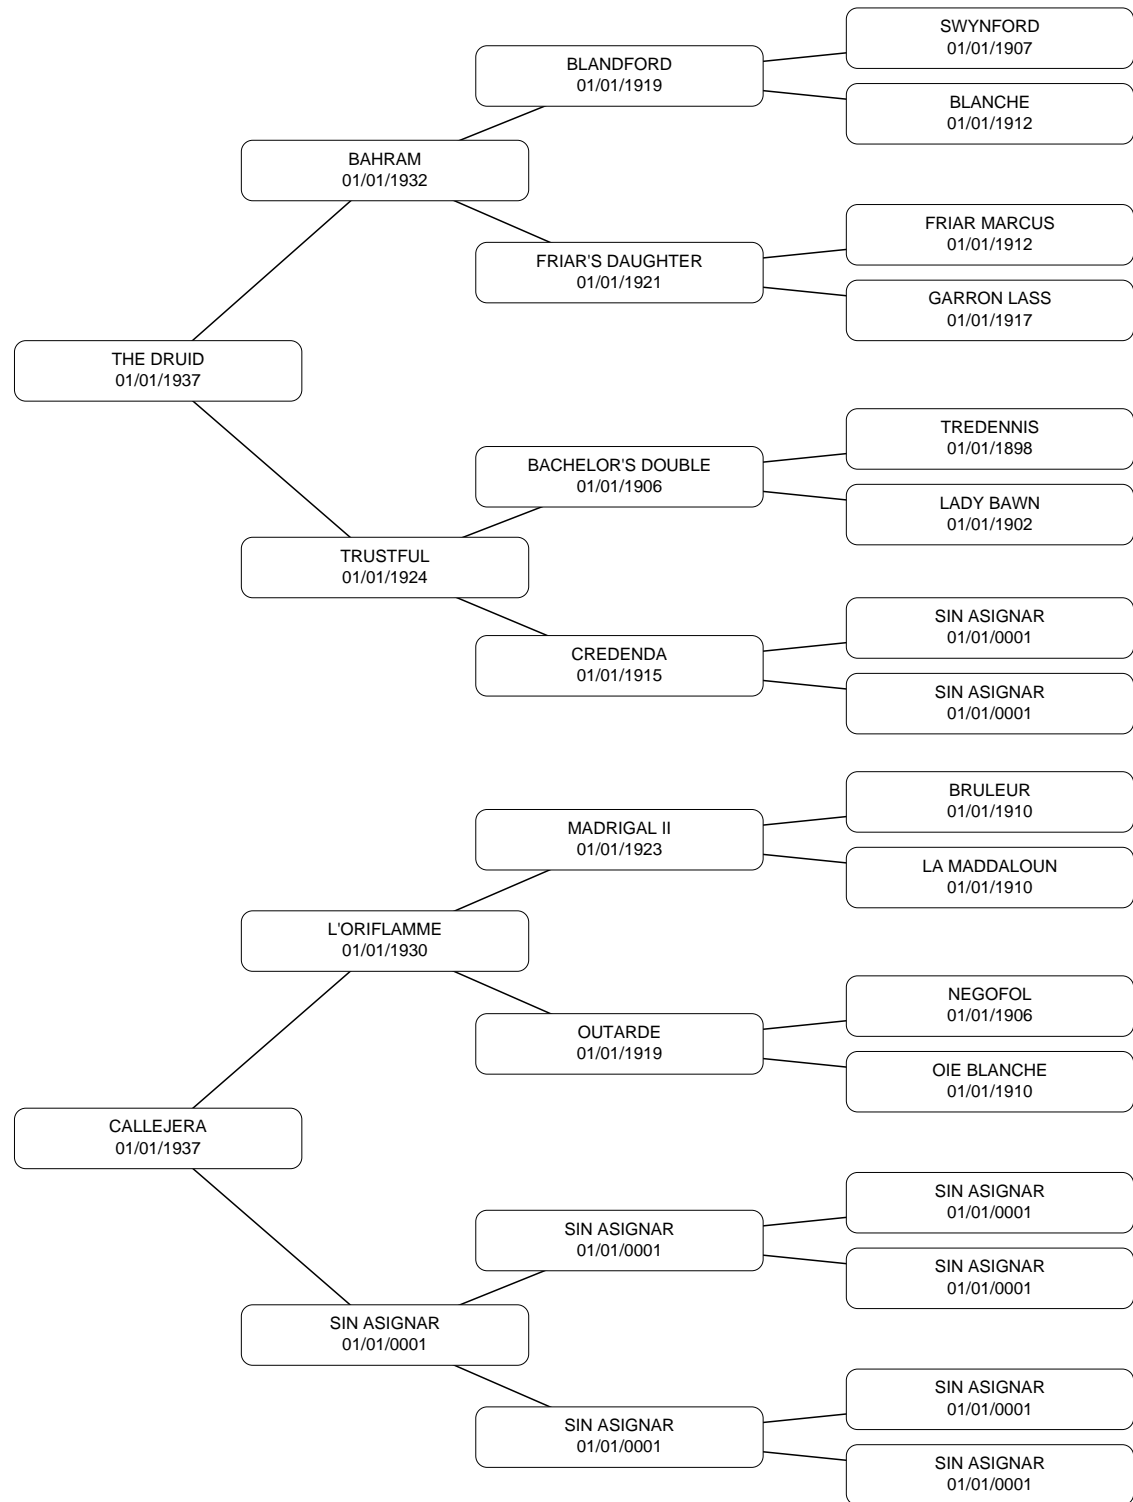 SWYNFORD
01/01/1907
BLANDFORD
01/01/1919
BLANCHE
01/01/1912
BAHRAM
01/01/1932
FRIAR MARCUS
01/01/1912
FRIAR'S DAUGHTER
01/01/1921
GARRON LASS
01/01/1917
THE DRUID
01/01/1937
TREDENNIS
01/01/1898
BACHELOR'S DOUBLE
01/01/1906
LADY BAWN
01/01/1902
TRUSTFUL
01/01/1924
SIN ASIGNAR
01/01/0001
CREDENDA
01/01/1915
SIN ASIGNAR
01/01/0001
BRULEUR
01/01/1910
MADRIGAL II
01/01/1923
LA MADDALOUN
01/01/1910
L'ORIFLAMME
01/01/1930
NEGOFOL
01/01/1906
OUTARDE
01/01/1919
OIE BLANCHE
01/01/1910
CALLEJERA
01/01/1937
SIN ASIGNAR
01/01/0001
SIN ASIGNAR
01/01/0001
SIN ASIGNAR
01/01/0001
SIN ASIGNAR
01/01/0001
SIN ASIGNAR
01/01/0001
SIN ASIGNAR
01/01/0001
SIN ASIGNAR
01/01/0001